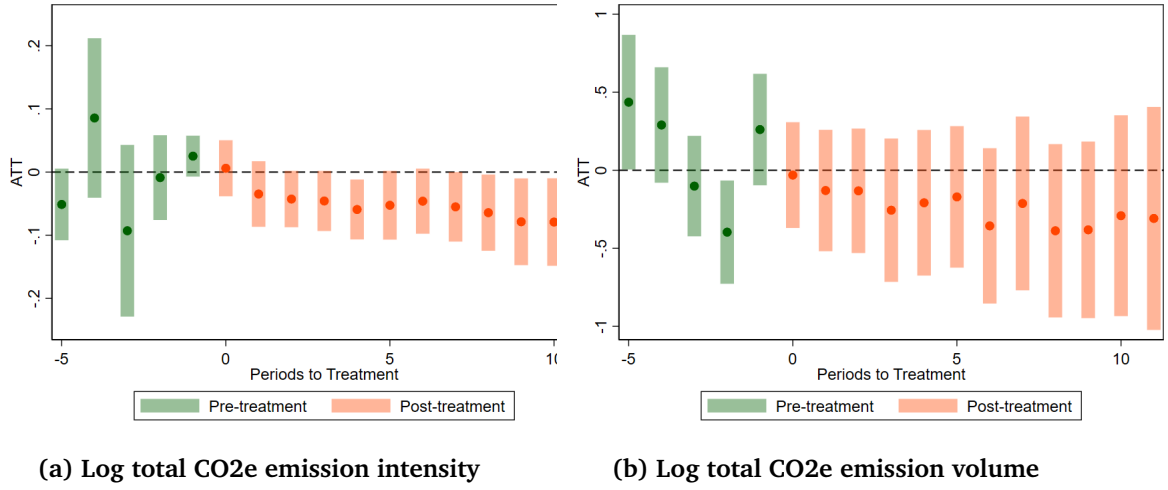 .2
.1
0
-.1
-.2
ATT
-5
0
5
10
Periods to Treatment
Pre-treatment
Post-treatment
(a) Log total CO2e emission intensity
1
.5
0
-.5
-1
ATT
-5
0
5
10
Periods to Treatment
Pre-treatment
Post-treatment
(b) Log total CO2e emission volume